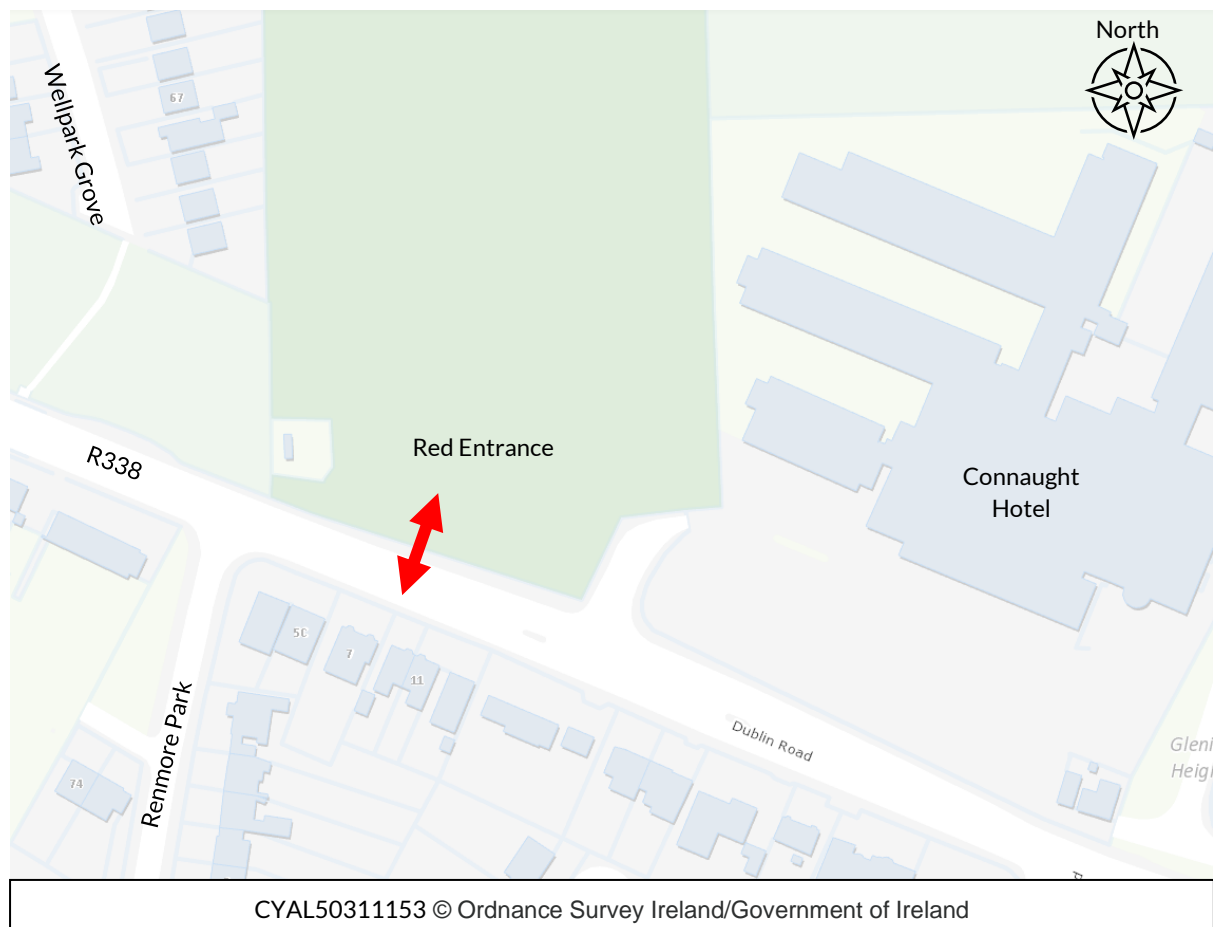 North
Wellpark Grove
67
Red Entrance
R338
Connaught
Hotel
50
7
11
Dublin Road
Renmore Park
74
CYAL50311153 © Ordnance Survey Ireland/Government of Ireland